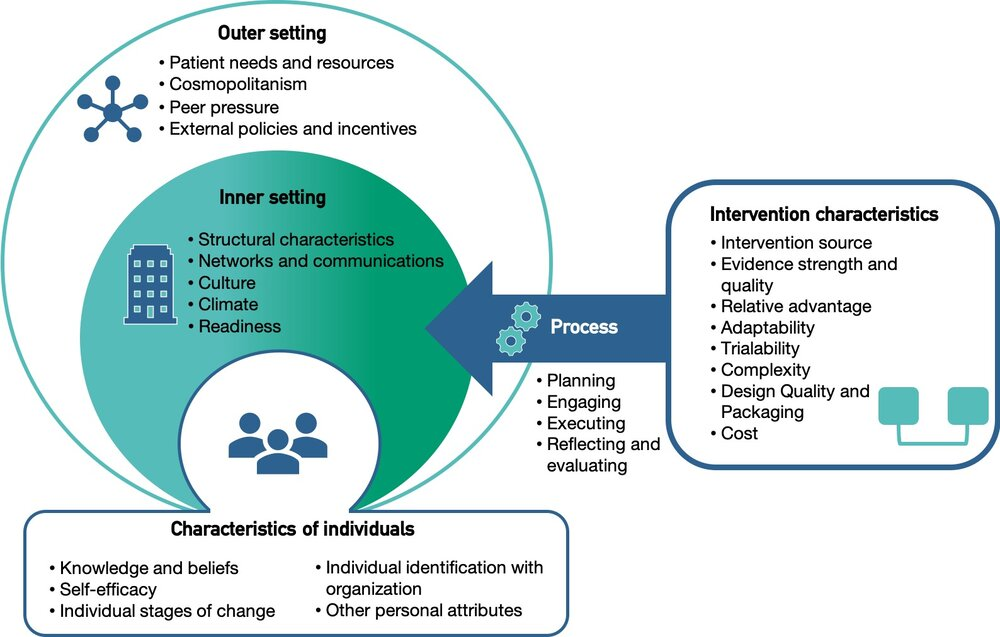 Outer setting
• Patient needs and resources
• Cosmopolitanism
• Peer pressure
• External policies and incentives
Inner setting
• Structural characteristics
• Networks and communications
• Culture
• Climate
• Readiness
Process
• Planning
• Engaging
• Executing
• Reflecting and
evaluating
Intervention characteristics
• Intervention source
• Evidence strength and
quality
• Relative advantage
• Adaptability
• Trialability
• Complexity
• Design Quality and
Packaging
• Cost
Characteristics of individuals
• Knowledge and beliefs
• Self-efficacy
• Individual stages of change
• Individual identification with
organization
• Other personal attributes